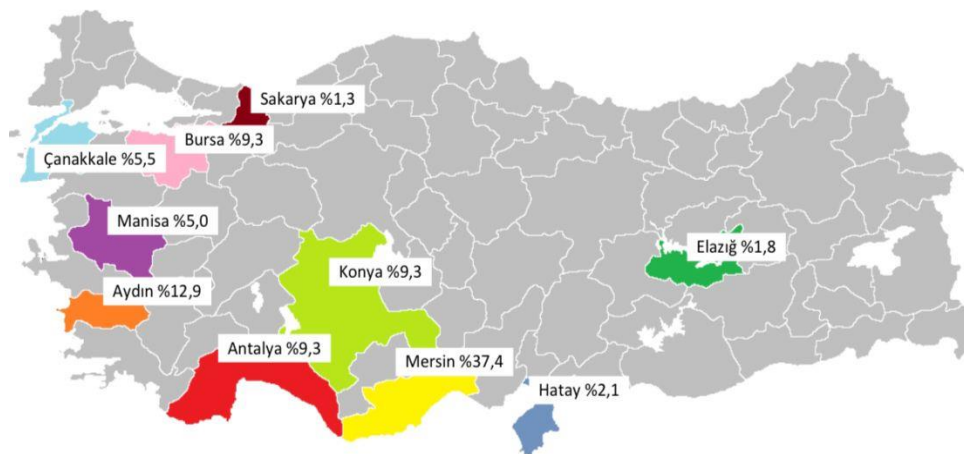 Sakarya %1,3
Bursa %9,3
Çanakkale %5,5
Manisa %5,0
Elazığ %1,8
Konya %9,3
Aydın %12,9
Antalya %9,3
Mersin %37,4
Hatay %2,1